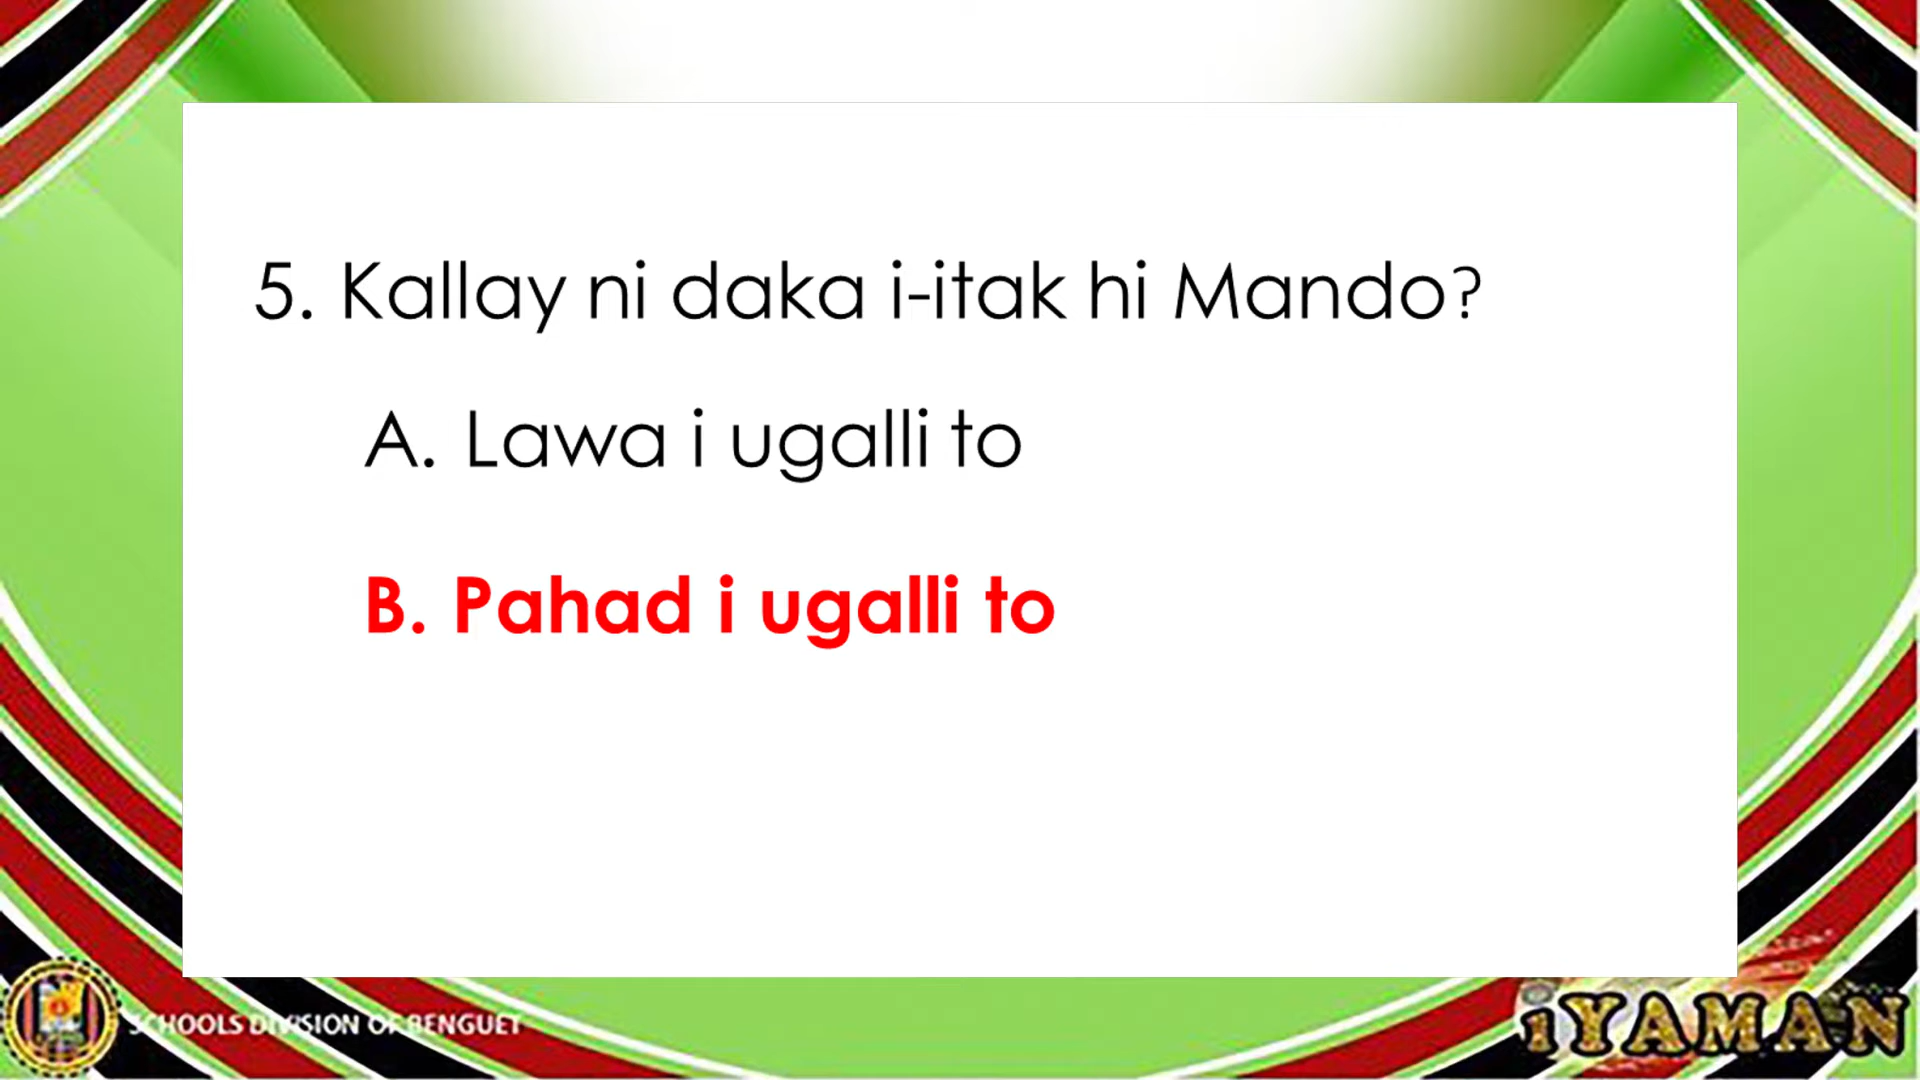 5. Kallay ni daka i-itak hi Mando?
A. Lawa i ugalli to
B. Pahad i ugalli to
SCHOOLS DIVISION OF BENGUET
iYAMAN